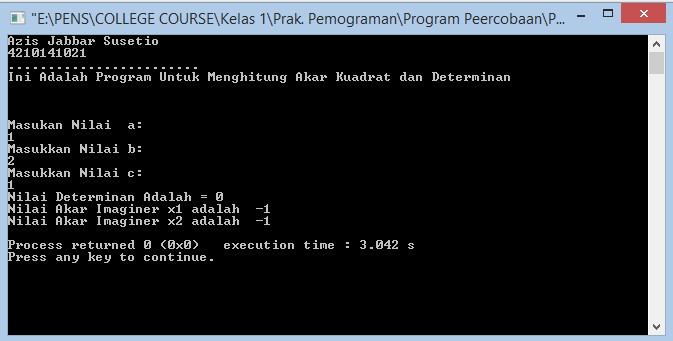 "E:\PENS\COLLEGE COURSE\Kelas 1\Prak. Pemograman\Program Peercobaan\P...
Azis Jabbar Susetio
4210141021
------------------------
Ini Adalah Program Untuk Menghitung Akar Kuadrat dan Determinan
Masukan Nilai  a:
1
Masukkan Nilai b:
2
Masukkan Nilai c:
1
Nilai Determinan Adalah = 0
Nilai Akar Imaginer x1 adalah  -1
Nilai Akar Imaginer x2 adalah  -1
Process returned 0 (0x0)   execution time : 3.042 s
Press any key to continue.